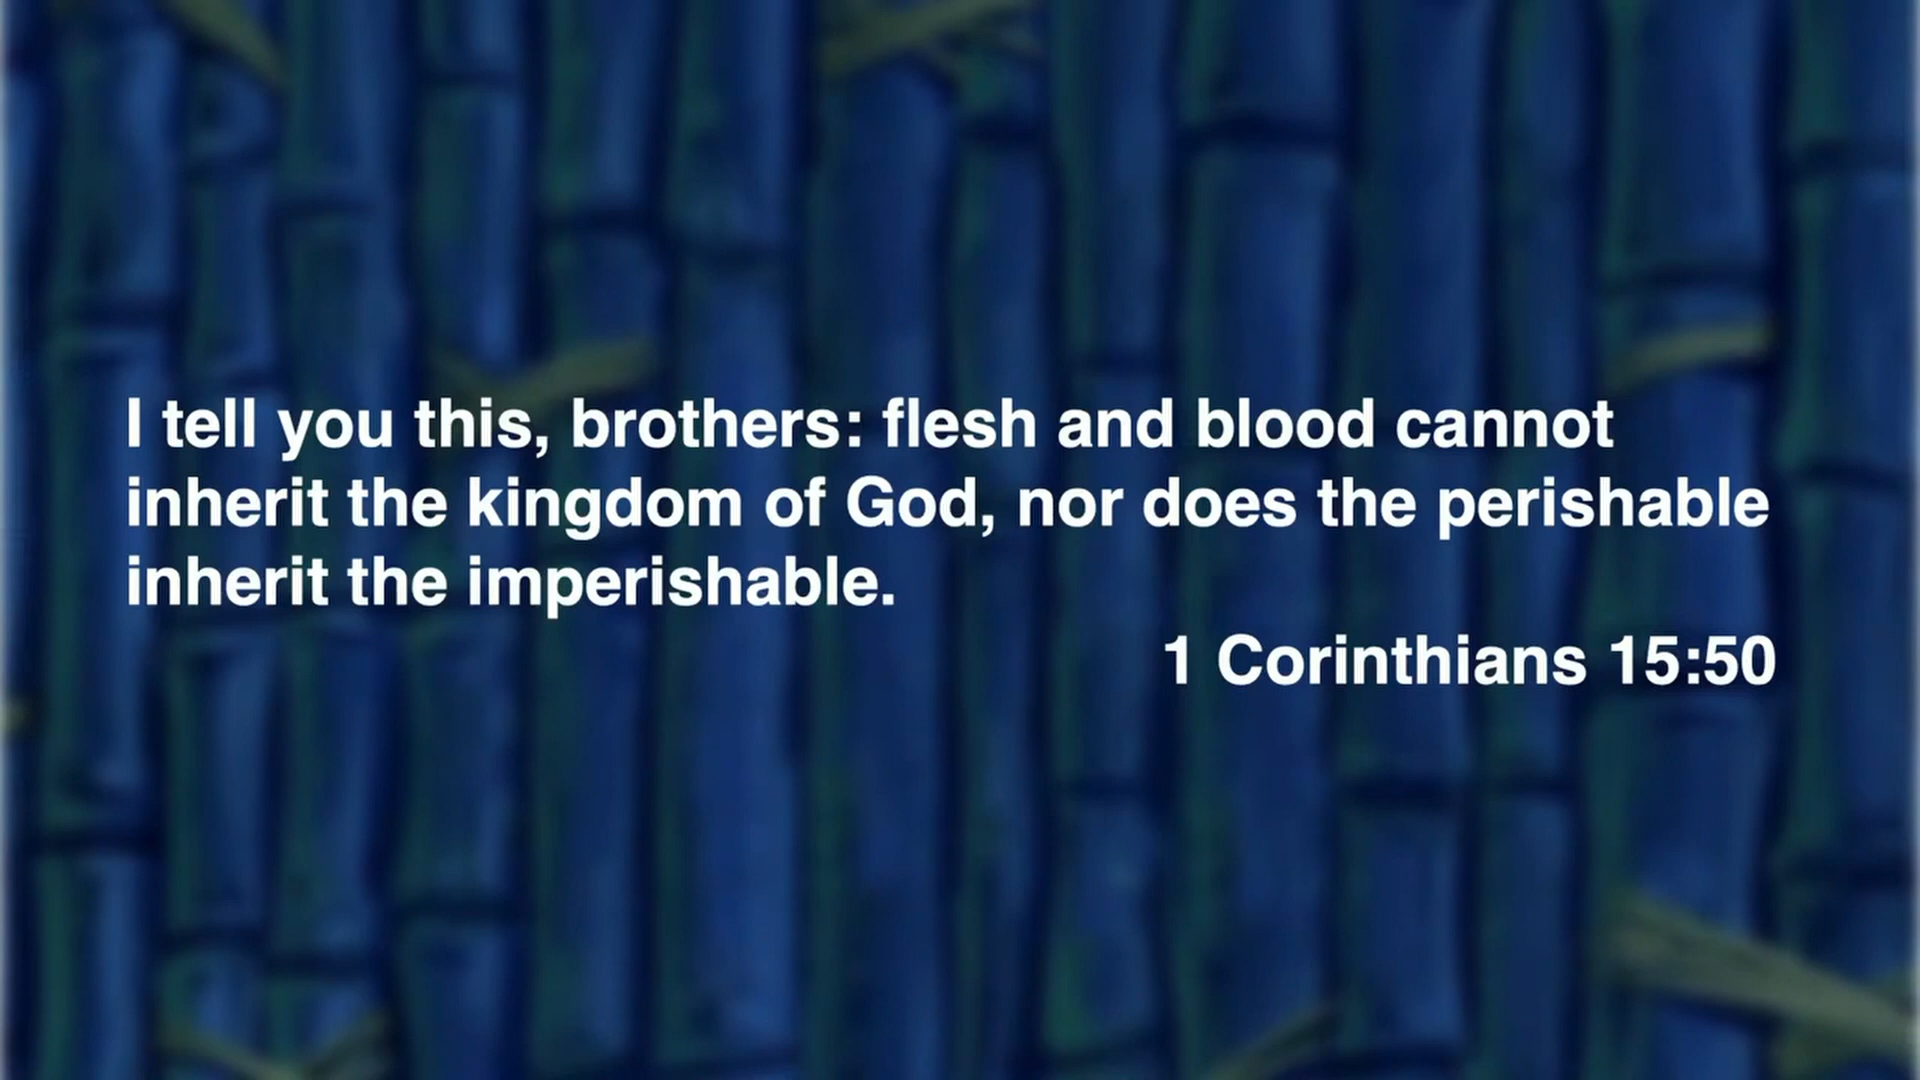 I tell you this, brothers: flesh and blood cannot
inherit the kingdom of God, nor does the perishable
inherit the imperishable.
1 Corinthians 15:50